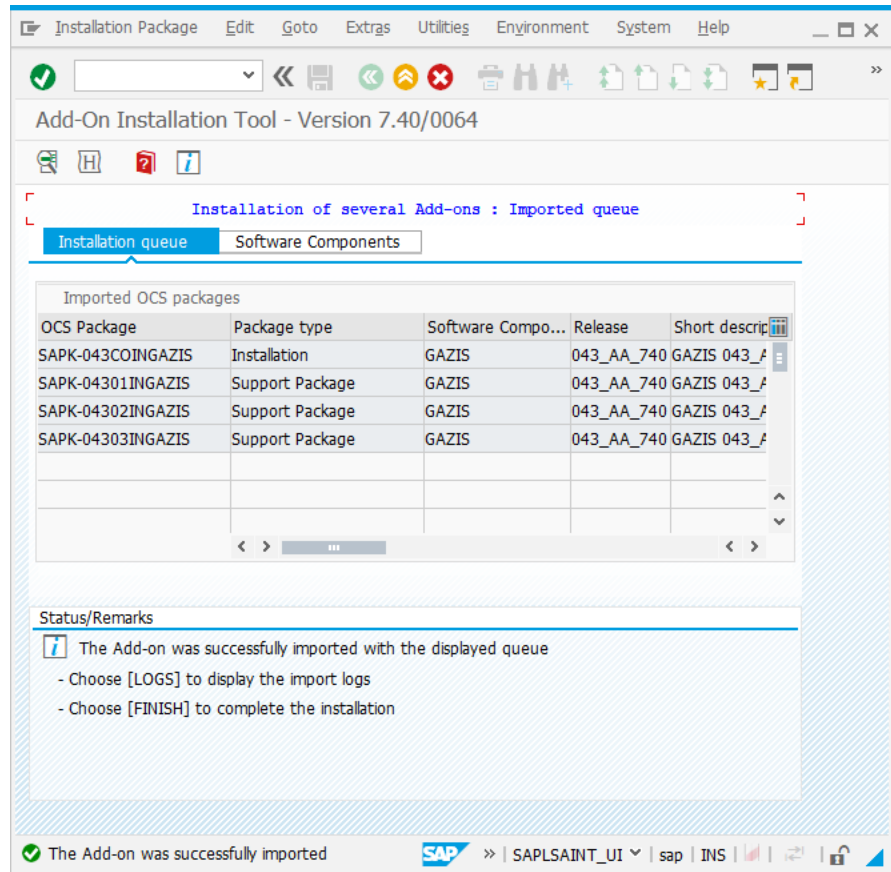 Installation Package Edit Goto Extras Utilities Environment System Help
Add-On Installation Tool - Version 7.40/0064
Installation of several Add-ons : Imported queue
Installation queue Software Components
Imported OCS packages
OCS Package Package type Software Compo... Release Short descrip
SAPK-043COINGAZIS Installation GAZIS 043_AA_740 GAZIS 043_A
SAPK-04301INGAZIS Support Package GAZIS 043_AA_740 GAZIS 043_A
SAPK-04302INGAZIS Support Package GAZIS 043_AA_740 GAZIS 043_A
SAPK-04303INGAZIS Support Package GAZIS 043_AA_740 GAZIS 043_A
Status/Remarks
The Add-on was successfully imported with the displayed queue
- Choose [LOGS] to display the import logs
- Choose [FINISH] to complete the installation
The Add-on was successfully imported SAP » | SAPLSAINT_UI | sap | INS |